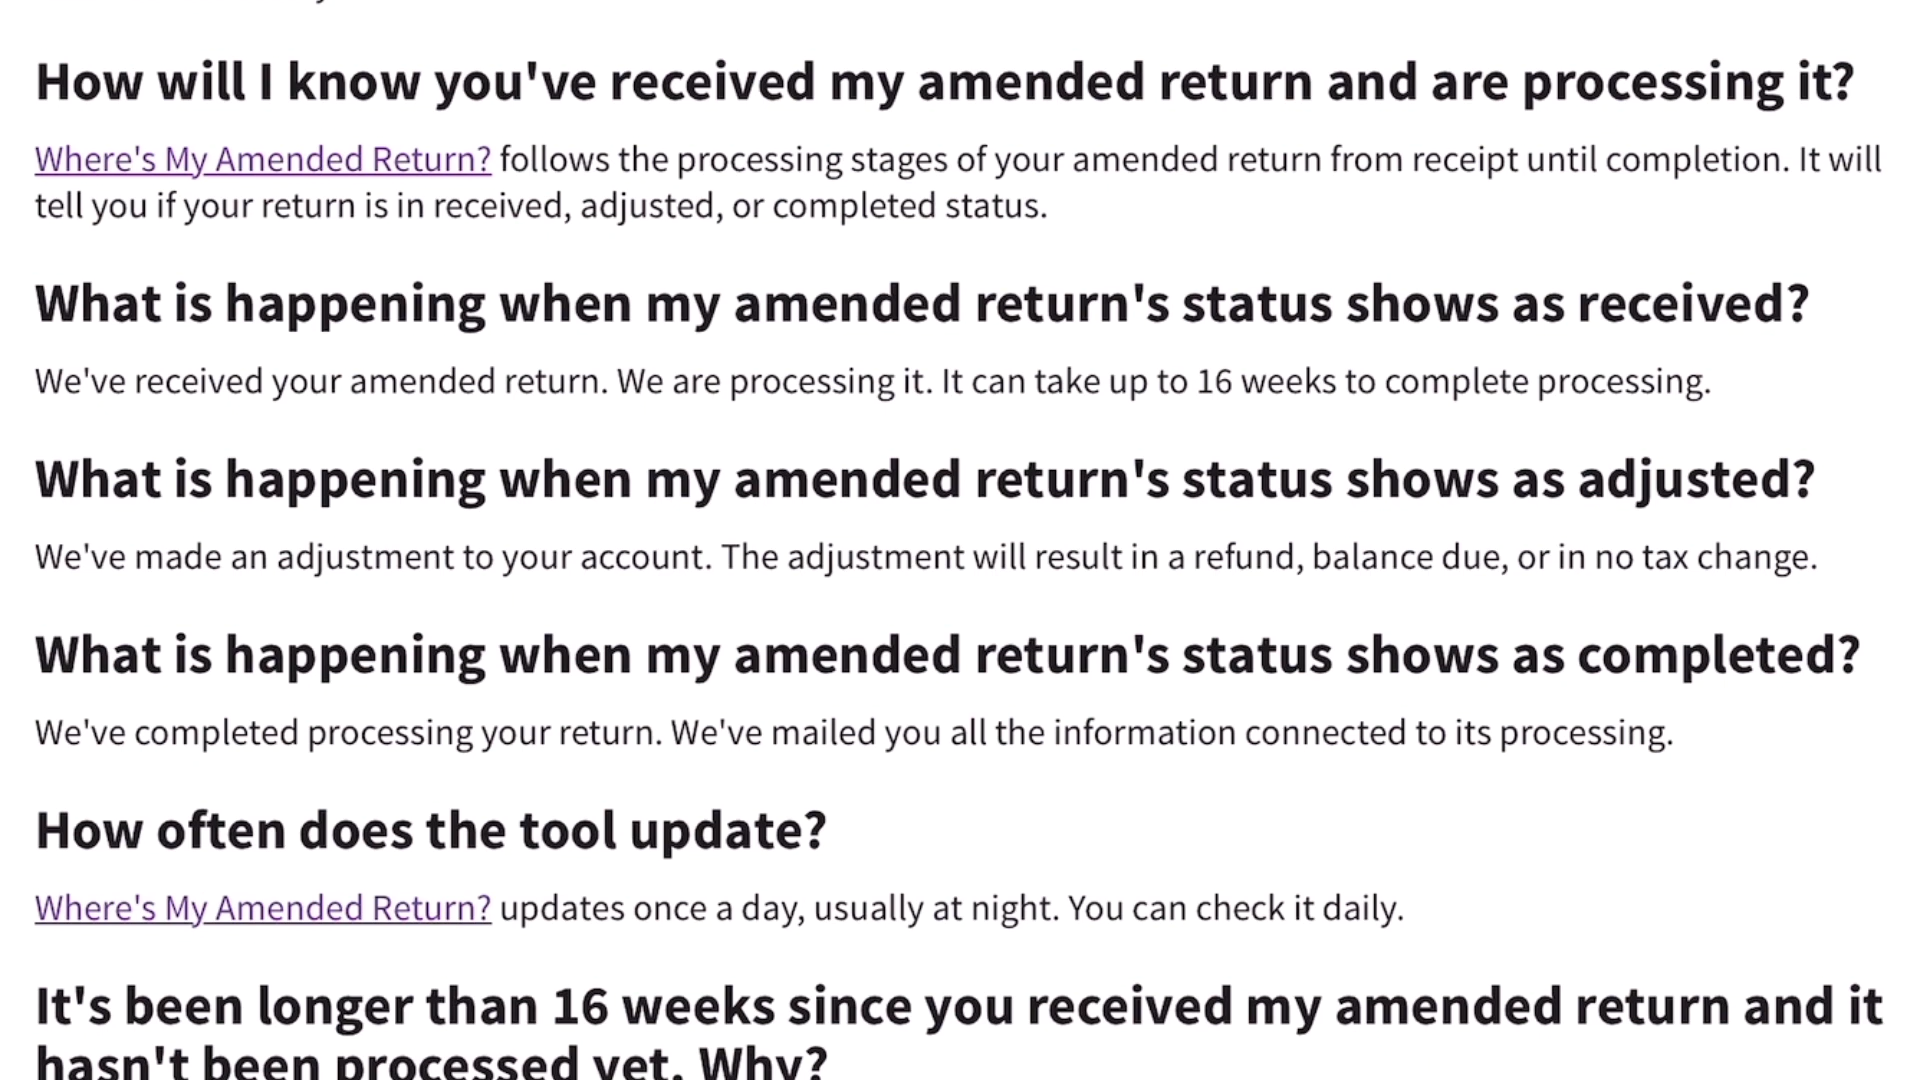 How will I know you've received my amended return and are processing it?
Where's My Amended Return? follows the processing stages of your amended return from receipt until completion. It will
tell you if your return is in received, adjusted, or completed status.
What is happening when my amended return's status shows as received?
We've received your amended return. We are processing it. It can take up to 16 weeks to complete processing.
What is happening when my amended return's status shows as adjusted?
We've made an adjustment to your account. The adjustment will result in a refund, balance due, or in no tax change.
What is happening when my amended return's status shows as completed?
We've completed processing your return. We've mailed you all the information connected to its processing.
How often does the tool update?
Where's My Amended Return? updates once a day, usually at night. You can check it daily.
It's been longer than 16 weeks since you received my amended return and it
hasn't been processed yet. Why?